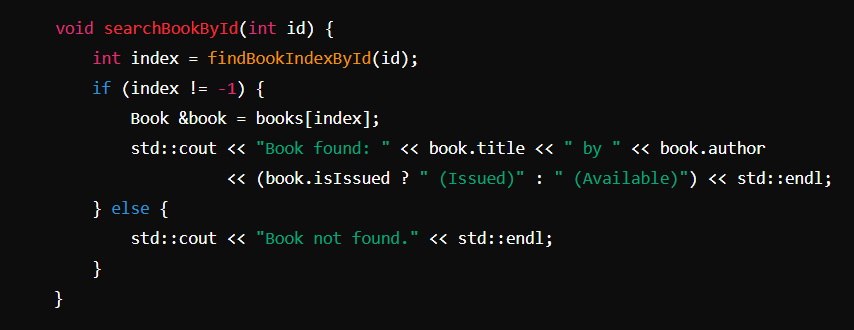 void searchBookById(int id) {
    int index = findBookIndexById(id);
    if (index != -1) {
        Book &book = books[index];
        std::cout << "Book found: " << book.title << " by " << book.author
                  << (book.isIssued ? " (Issued)" : " (Available)") << std::endl;
    } else {
        std::cout << "Book not found." << std::endl;
    }
}